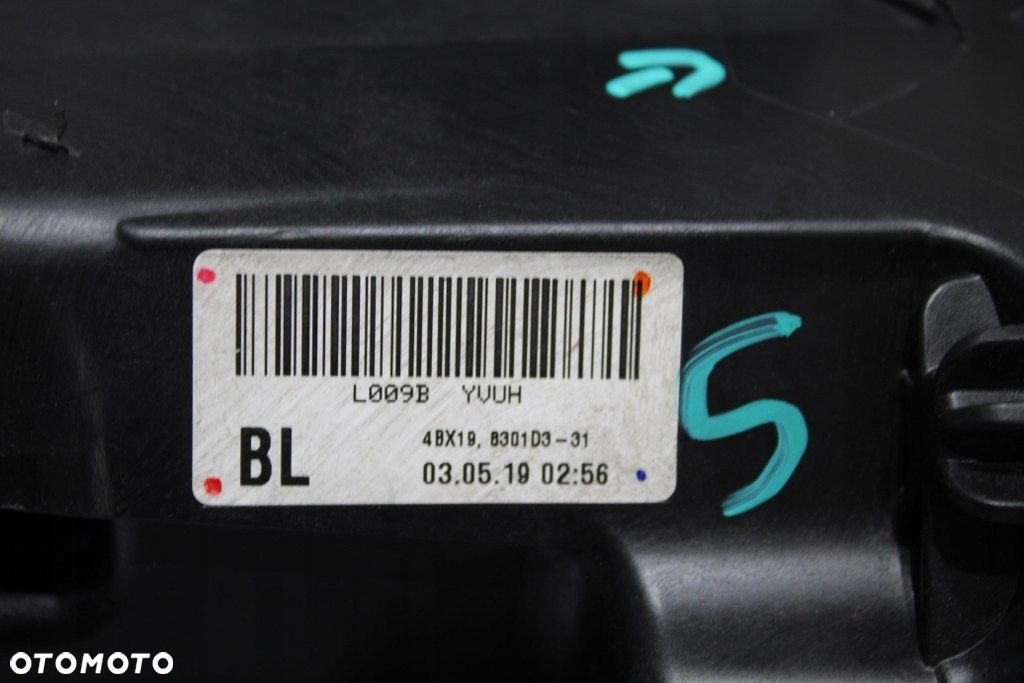 L009B YVUH
BL
4BX19, 8301D3-31
03.05.19 02:56
S
OTOMOTO